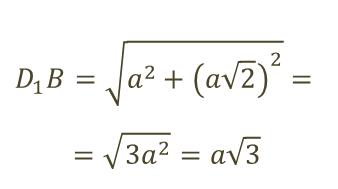 D₁B = √(a² + (a√2)²) =
= √(3a²) = a√3